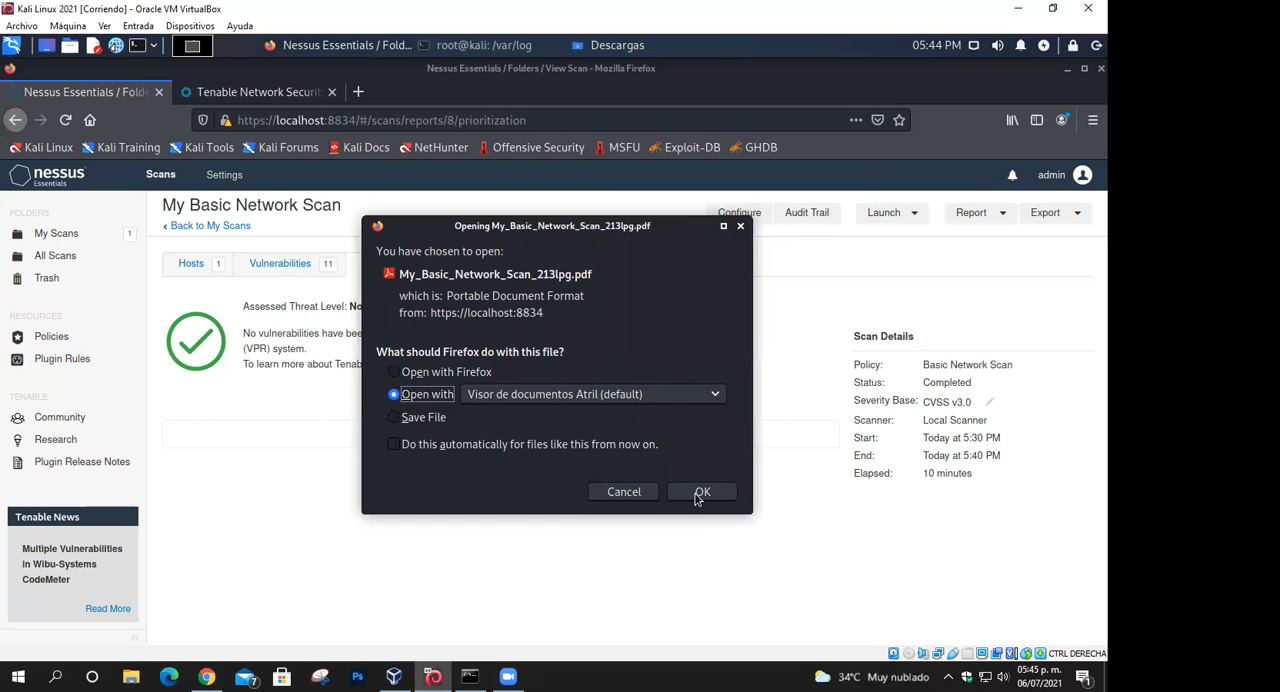 Kali Linux 2021 [Corriendo] - Oracle VM VirtualBox
Archivo Máquina Ver Entrada Dispositivos Ayuda
Nessus Essentials / Fold... root@kali: /var/log Descargas 05:44 PM
Nessus Essentials / Folders / View Scan - Mozilla Firefox
Nessus Essentials / Folde Tenable Network Securit
https://localhost:8834/#/scans/reports/8/prioritization
Kali Linux Kali Training Kali Tools Kali Forums Kali Docs NetHunter Offensive Security MSFU Exploit-DB GHDB
nessus Essentials Scans Settings admin
FOLDERS
My Scans 1
All Scans
Trash
RESOURCES
Policies
Plugin Rules
TENABLE
Community
Research
Plugin Release Notes
Tenable News
Multiple Vulnerabilities
in Wibu-Systems
CodeMeter
Read More
My Basic Network Scan
‹ Back to My Scans
Configure Audit Trail Launch Report Export
Hosts 1 Vulnerabilities 11
Assessed Threat Level: No
No vulnerabilities have bee
(VPR) system.
To learn more about Tenab
Opening My_Basic_Network_Scan_213lpg.pdf
You have chosen to open:
My_Basic_Network_Scan_213lpg.pdf
which is: Portable Document Format
from: https://localhost:8834
What should Firefox do with this file?
Open with Firefox
Open with Visor de documentos Atril (default)
Save File
Do this automatically for files like this from now on.
Cancel OK
Scan Details
Policy: Basic Network Scan
Status: Completed
Severity Base: CVSS v3.0
Scanner: Local Scanner
Start: Today at 5:30 PM
End: Today at 5:40 PM
Elapsed: 10 minutes
CTRL DERECHA
7 Ps 34°C Muy nublado 05:45 p. m.
06/07/2021 1